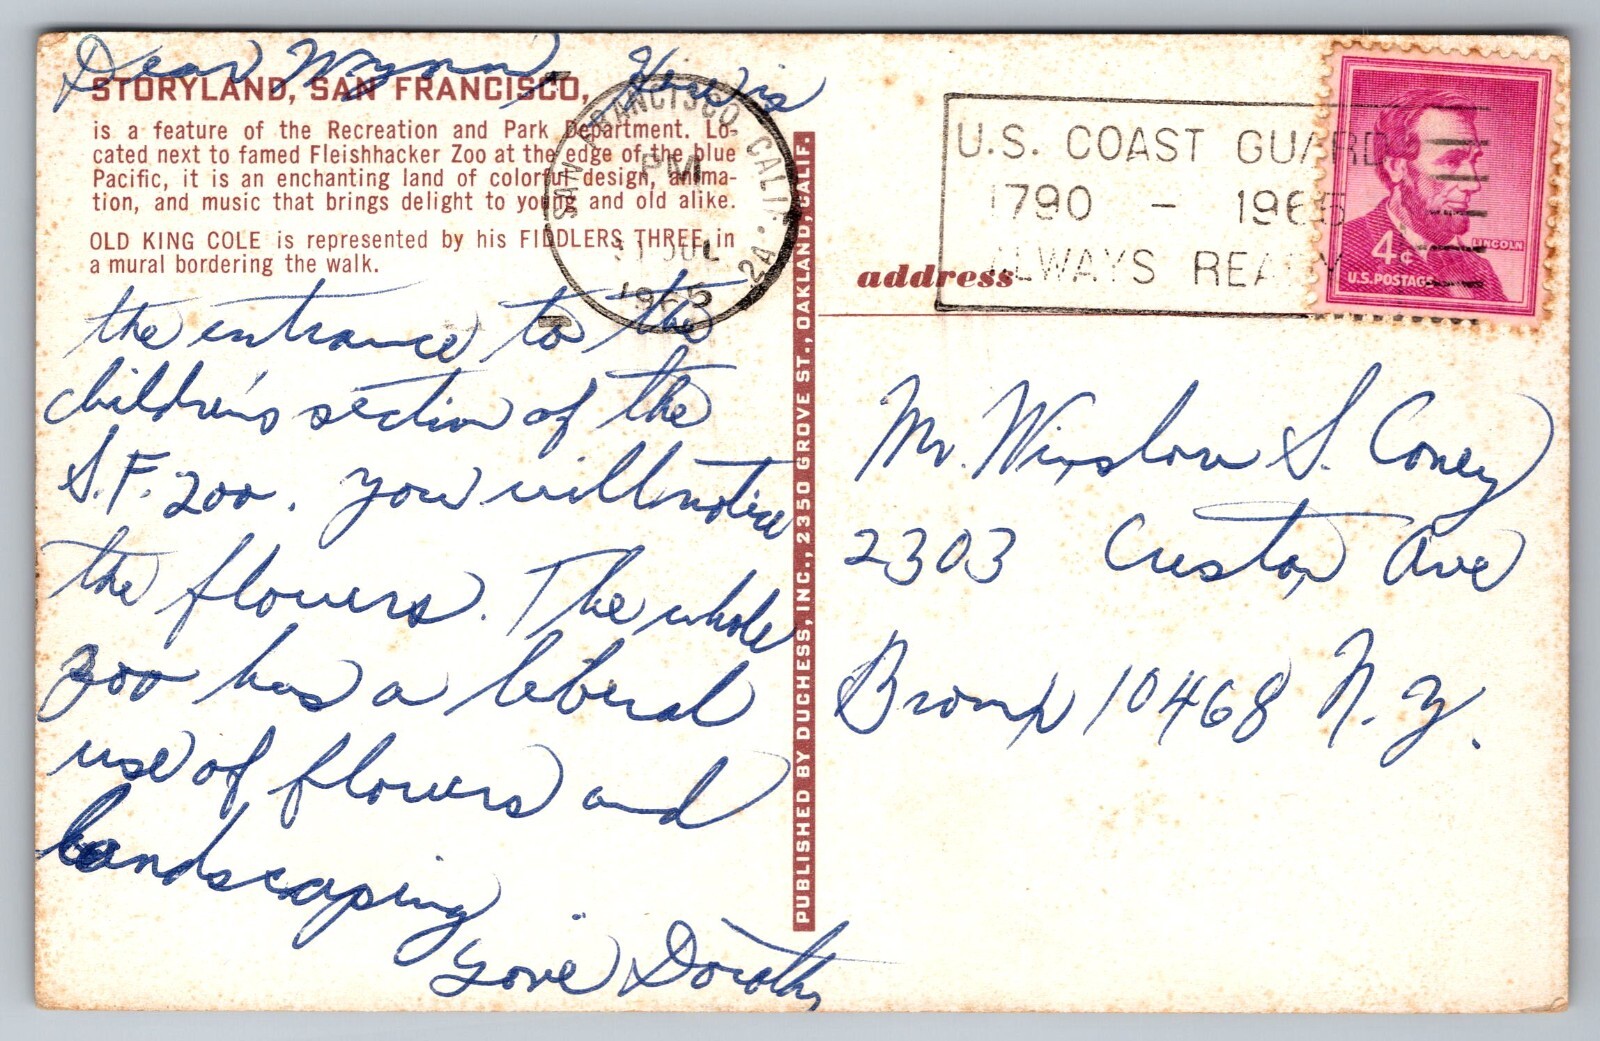 Dear Wynn, Here is
STORYLAND, SAN FRANCISCO,
is a feature of the Recreation and Park Department. Lo-
cated next to famed Fleishhacker Zoo at the edge of the blue
Pacific, it is an enchanting land of colorful design, anima-
tion, and music that brings delight to young and old alike.
OLD KING COLE is represented by his FIDDLERS THREE in
a mural bordering the walk.
the entrance to the
children's section of the
S.F. zoo. You will notice
the flowers. The whole
zoo has a liberal
use of flowers and
landscaping
Love Dorothy
SAN FRANCISCO, CALIF. 2A
PM
31 JUL
1965
PUBLISHED BY DUCHESS, INC., 2350 GROVE ST., OAKLAND, CALIF.
U.S. COAST GUARD
1790 - 1965
ALWAYS READY
address
4¢
LINCOLN
U.S. POSTAGE
Mr. Winslow S. Coney
2303 Ave
Bronx 10468 N.Y.